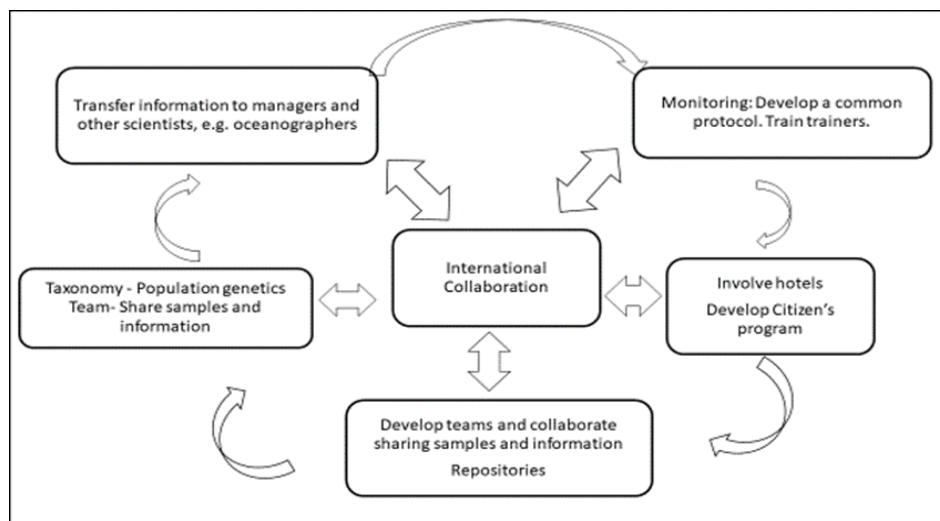 Transfer information to managers and
other scientists, e.g. oceanographers
Monitoring: Develop a common
protocol. Train trainers.
Taxonomy - Population genetics
Team- Share samples and
information
International
Collaboration
Involve hotels
Develop Citizen's
program
Develop teams and collaborate
sharing samples and information
Repositories